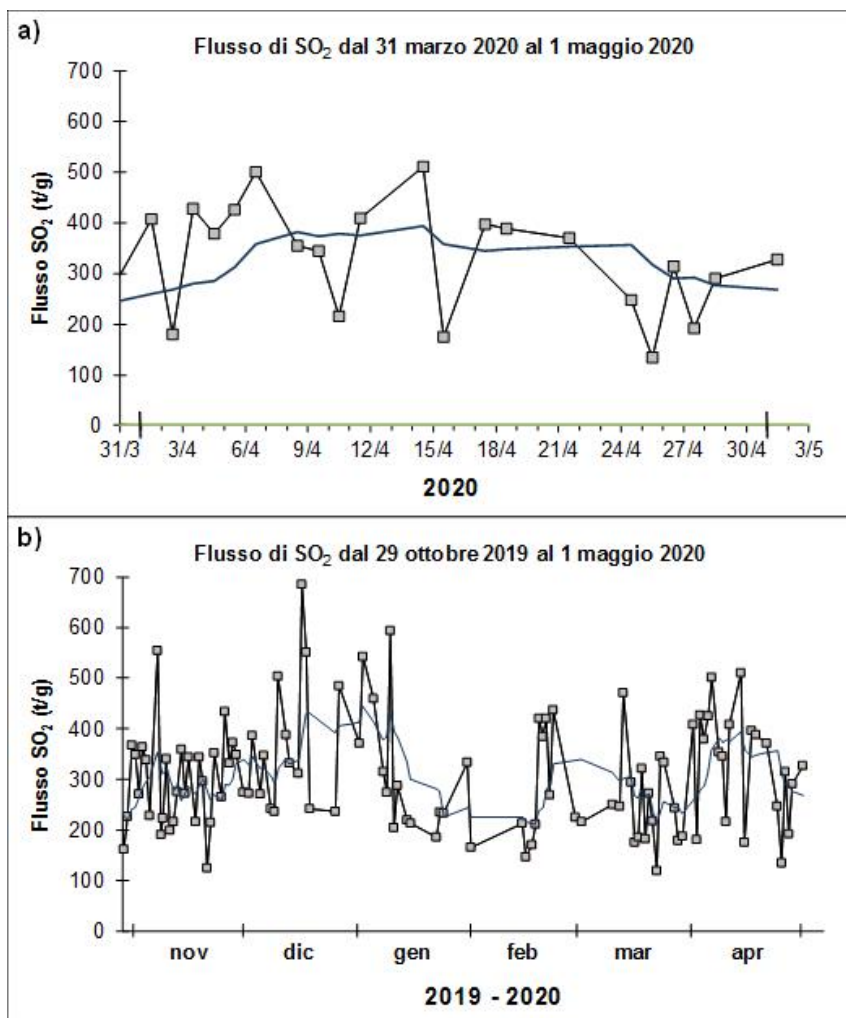 a)
Flusso di SO2 dal 31 marzo 2020 al 1 maggio 2020
700
600
500
400
300
200
100
0
Flusso SO2 (t/g)
31/3 3/4 6/4 9/4 12/4 15/4 18/4 21/4 24/4 27/4 30/4 3/5
2020
b)
Flusso di SO2 dal 29 ottobre 2019 al 1 maggio 2020
700
600
500
400
300
200
100
0
Flusso SO2 (t/g)
nov dic gen feb mar apr
2019 - 2020